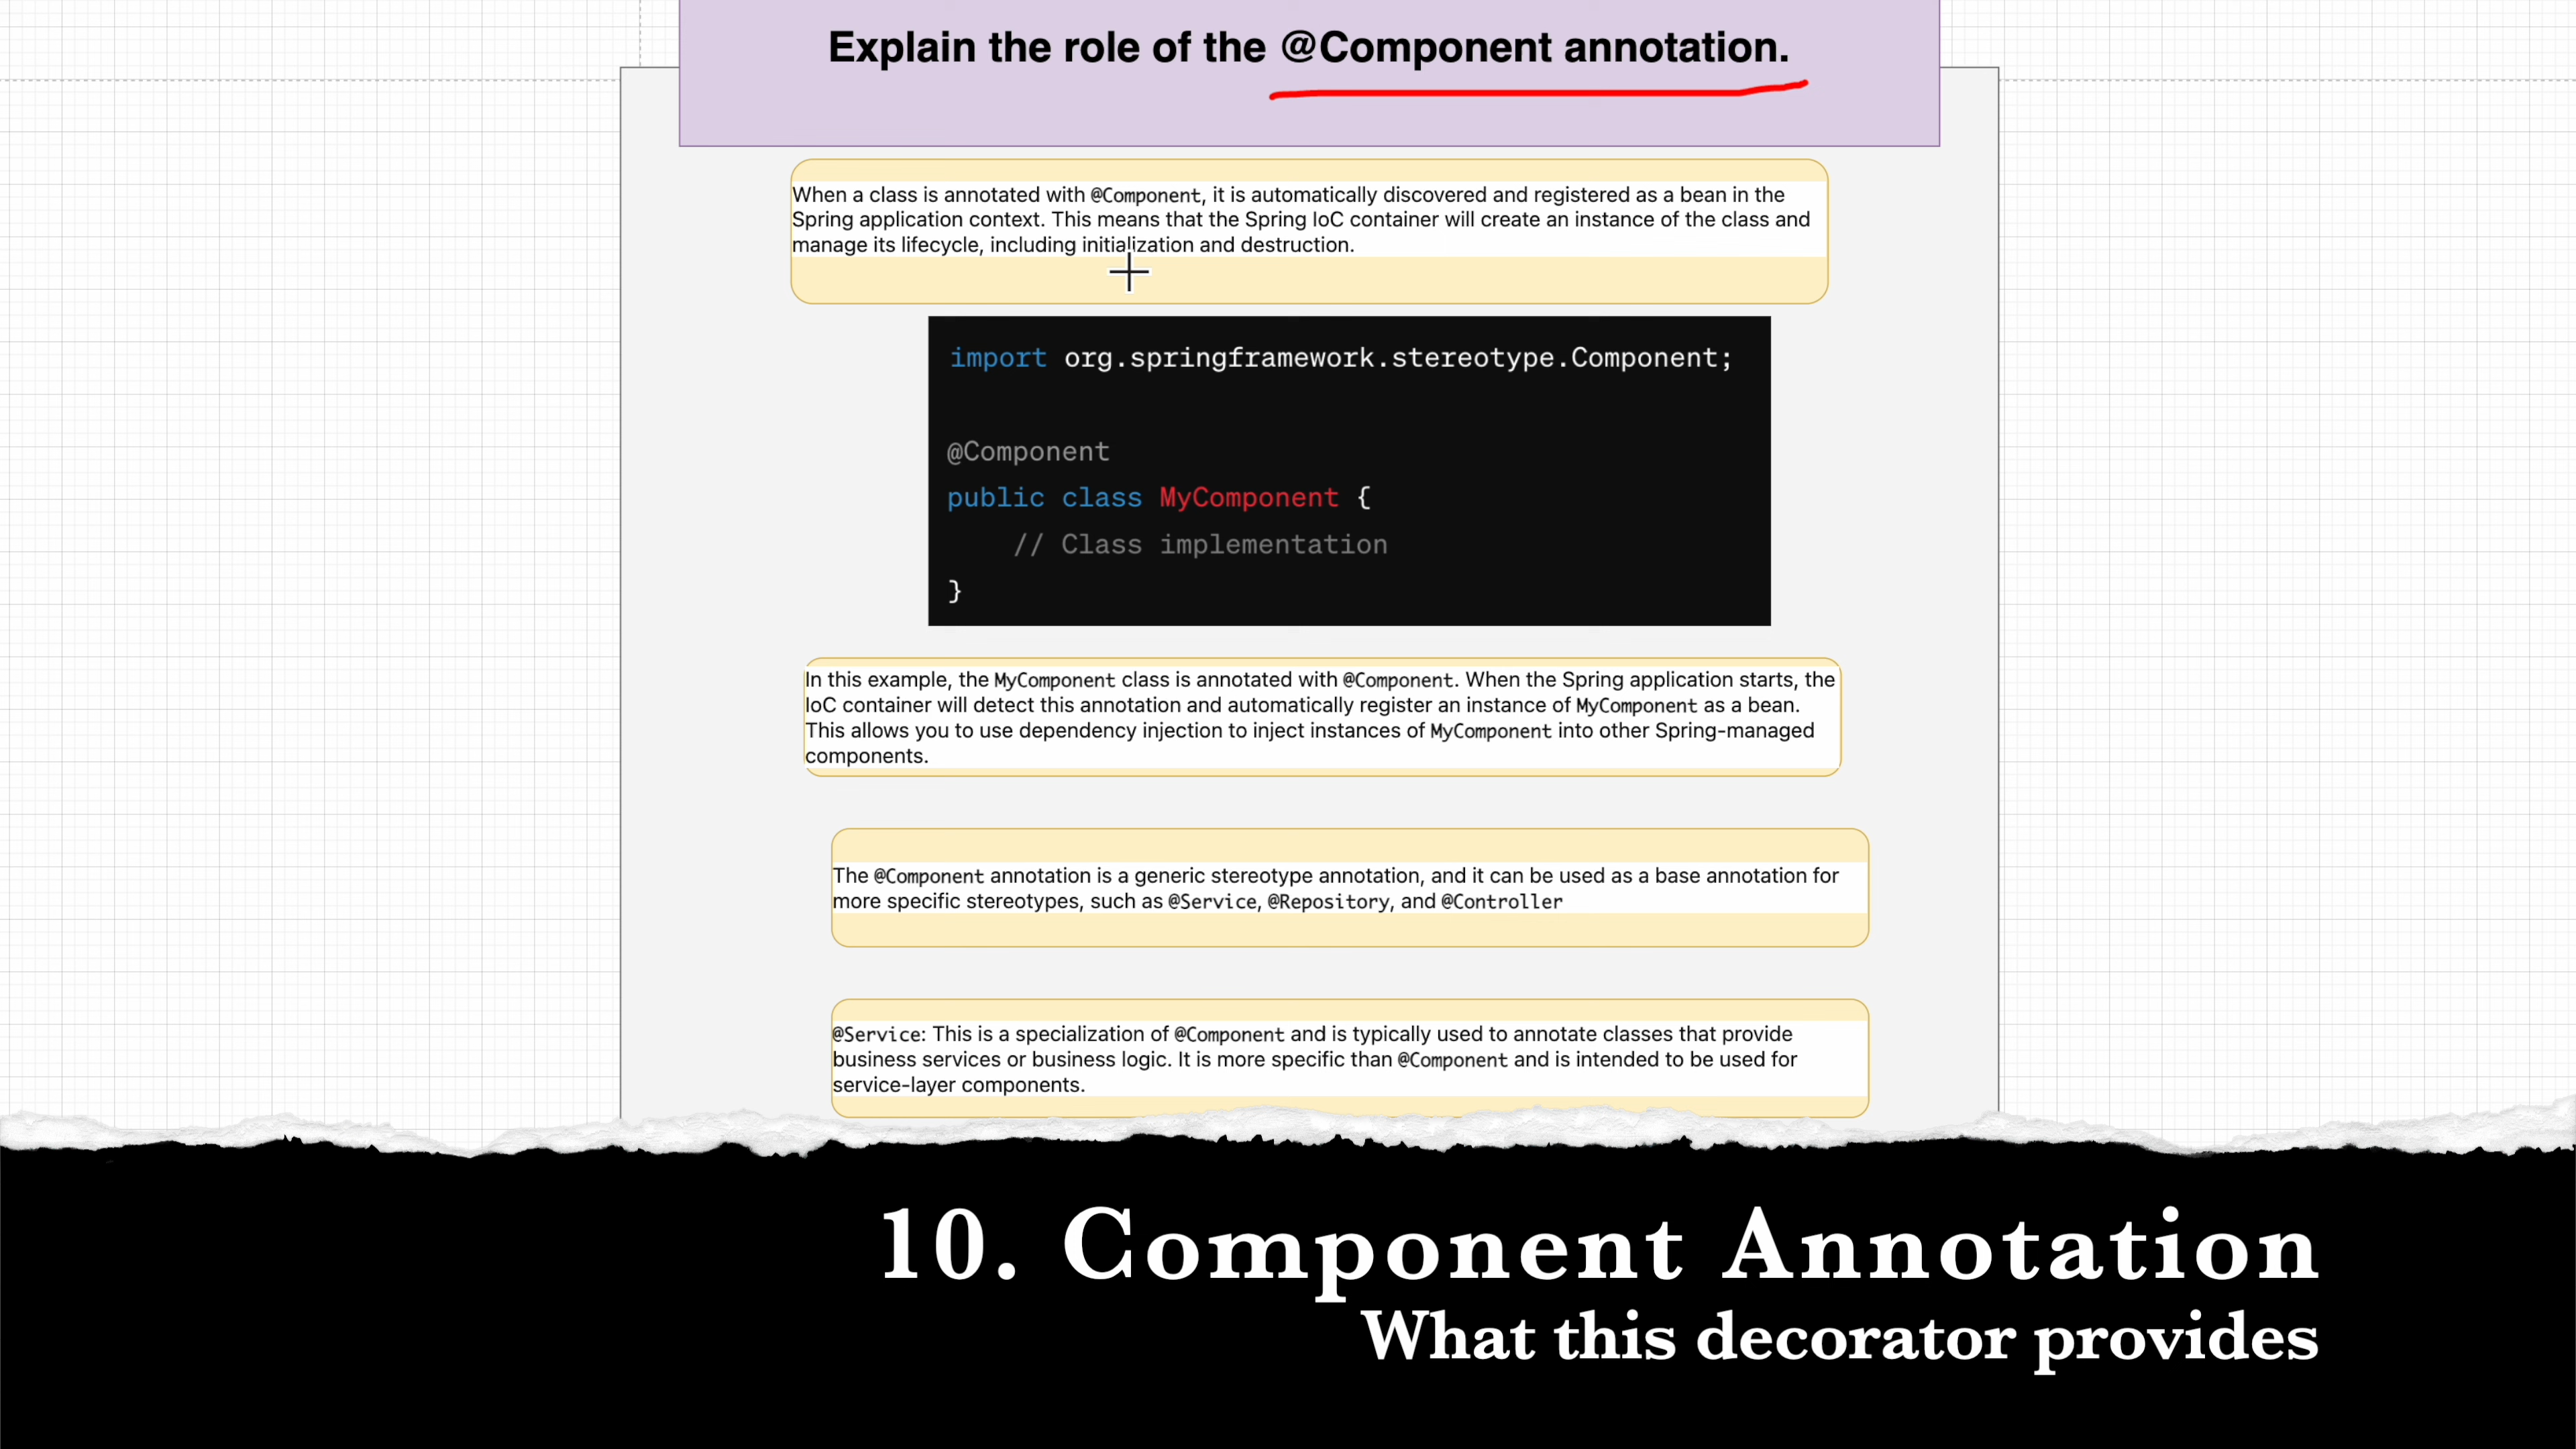 Explain the role of the @Component annotation.
When a class is annotated with @Component, it is automatically discovered and registered as a bean in the
Spring application context. This means that the Spring IoC container will create an instance of the class and
manage its lifecycle, including initialization and destruction.
import org.springframework.stereotype.Component;
@Component
public class MyComponent {
// Class implementation
}
In this example, the MyComponent class is annotated with @Component. When the Spring application starts, the
IoC container will detect this annotation and automatically register an instance of MyComponent as a bean.
This allows you to use dependency injection to inject instances of MyComponent into other Spring-managed
components.
The @Component annotation is a generic stereotype annotation, and it can be used as a base annotation for
more specific stereotypes, such as @Service, @Repository, and @Controller
@Service: This is a specialization of @Component and is typically used to annotate classes that provide
business services or business logic. It is more specific than @Component and is intended to be used for
service-layer components.
10. Component Annotation
What this decorator provides